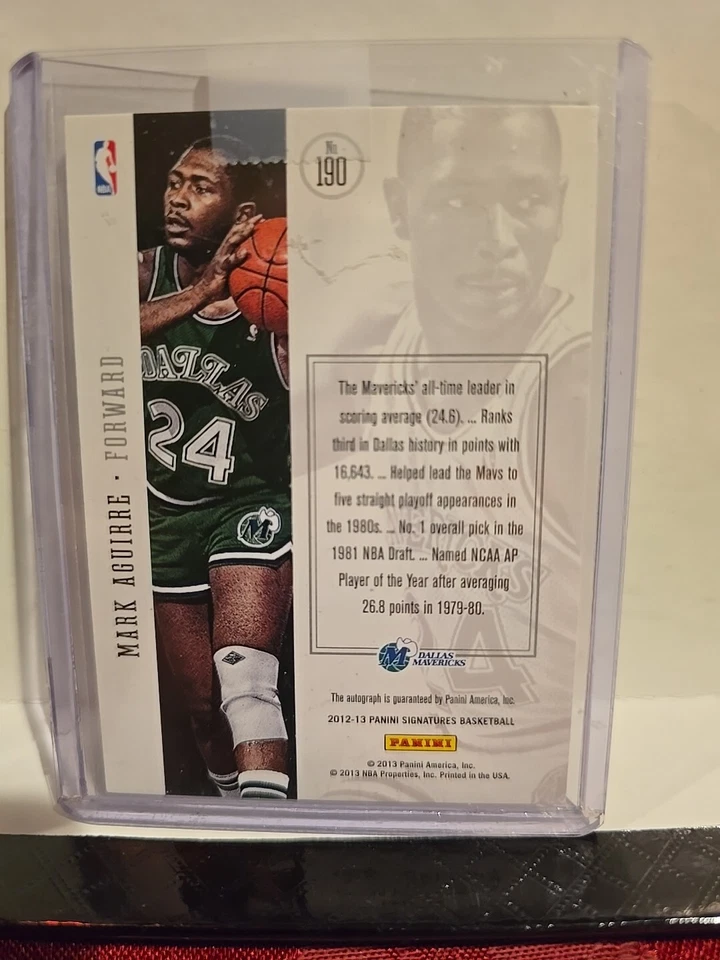 NBA
No
190
MARK AGUIRRE • FORWARD
DALLAS
24
M
The Mavericks' all-time leader in
scoring average (24.6). ... Ranks
third in Dallas history in points with
16,643. ... Helped lead the Mavs to
five straight playoff appearances in
the 1980s. ... No. 1 overall pick in the
1981 NBA Draft. ... Named NCAA AP
Player of the Year after averaging
26.8 points in 1979-80.
M DALLAS
MAVERICKS
The autograph is guaranteed by Panini America, Inc.
2012-13 PANINI SIGNATURES BASKETBALL
PANINI
© 2013 Panini America, Inc.
© 2013 NBA Properties, Inc. Printed in the USA.